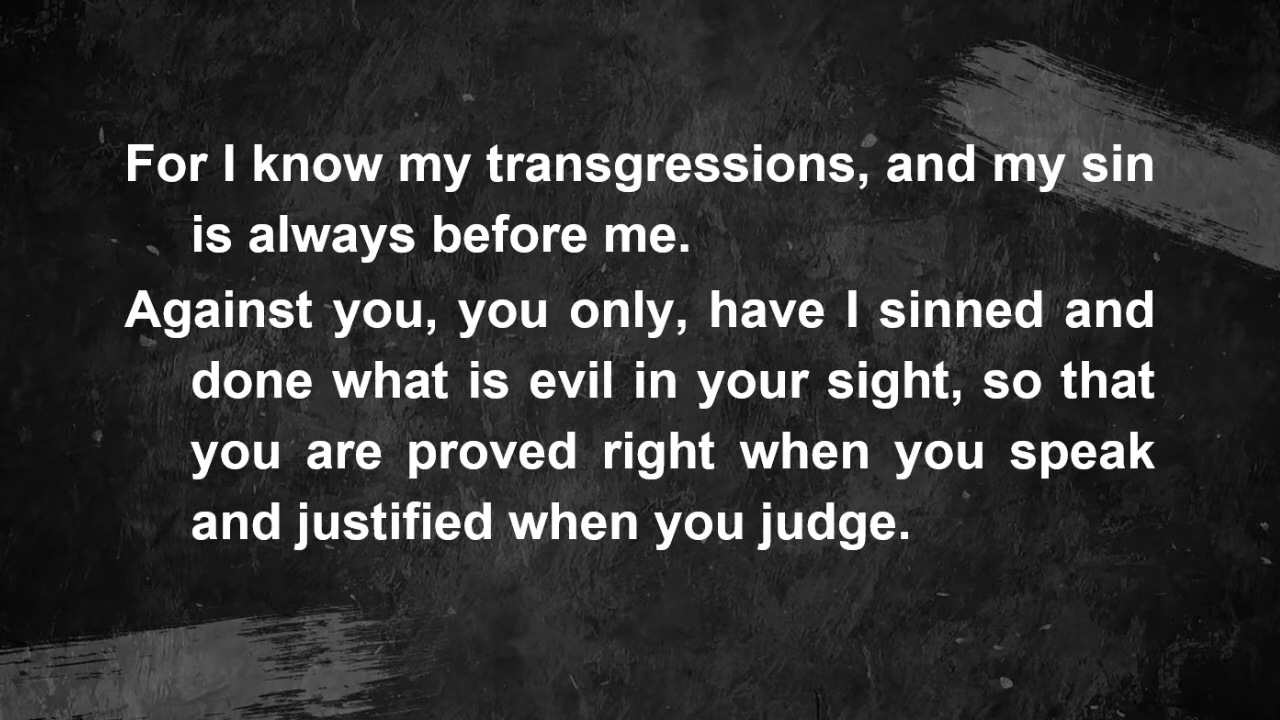 For I know my transgressions, and my sin
is always before me.
Against you, you only, have I sinned and
done what is evil in your sight, so that
you are proved right when you speak
and justified when you judge.